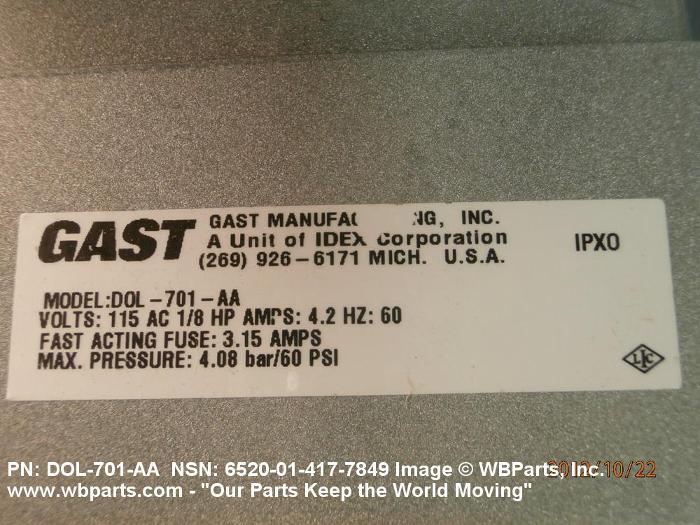 GAST
GAST MANUFAC NG, INC.
A Unit of IDEX Corporation
(269) 926-6171 MICH. U.S.A.
IPXO
MODEL:DOL-701-AA
VOLTS: 115 AC 1/8 HP AMPS: 4.2 HZ: 60
FAST ACTING FUSE: 3.15 AMPS
MAX. PRESSURE: 4.08 bar/60 PSI
PN: DOL-701-AA NSN: 6520-01-417-7849 Image © WBParts, Inc.
2012/10/22
www.wbparts.com - "Our Parts Keep the World Moving"